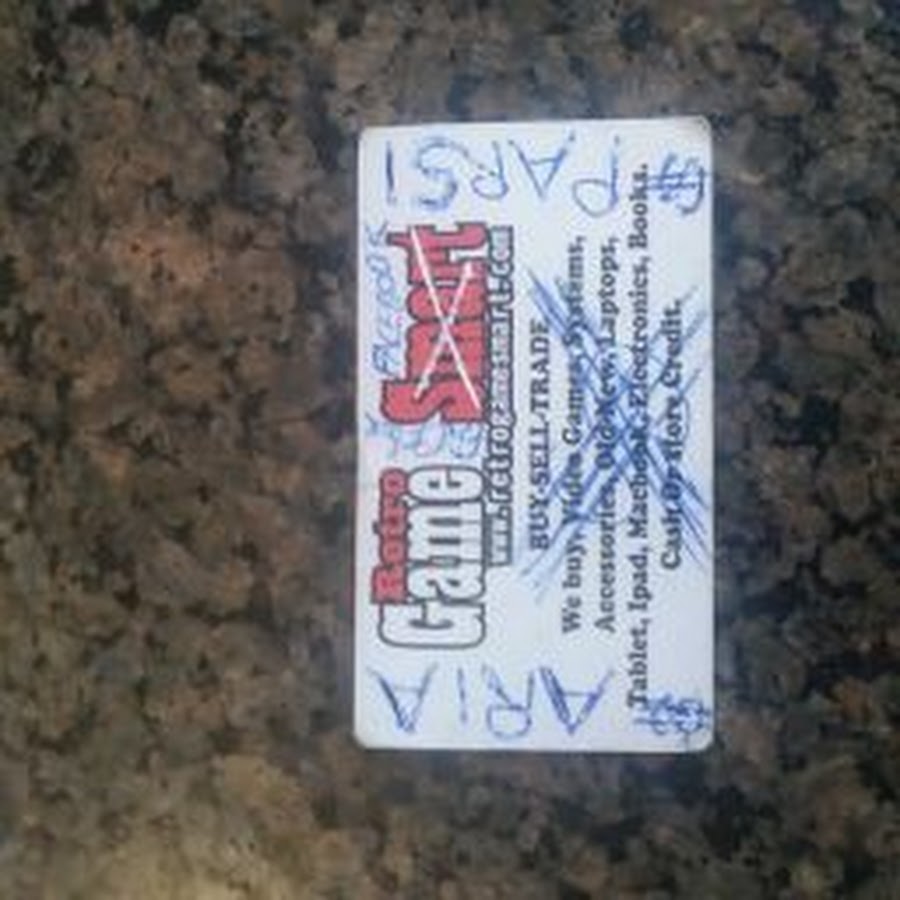 Retro
Game Smart
www.retrogamesmart.com
BUY-SELL-TRADE
We buy, Video Games, Systems,
Accessories, Old-New, Laptops,
Tablet, Ipad, Macbook, Electronics, Books.
Cash Or Store Credit.
ARIA
PARSI